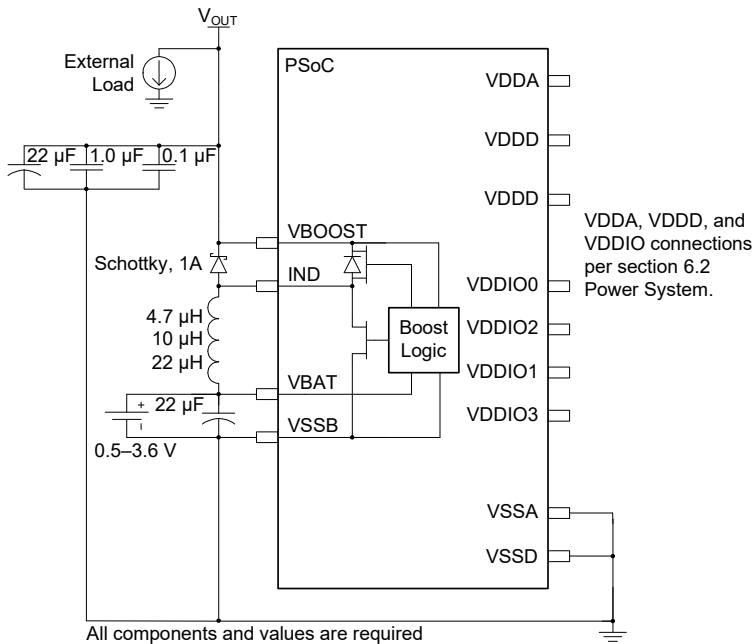 VOUT
External
Load
PSoC
VDDA
VDDD
22 µF 1.0 µF 0.1 µF
VDDD
VDDA, VDDD, and
VDDIO connections
per section 6.2
Power System.
VBOOST
Schottky, 1A
IND
VDDIO0
4.7 µH
10 µH
22 µH
Boost
Logic
VDDIO2
VDDIO1
VBAT
22 µF
+
-
VSSB
VDDIO3
0.5–3.6 V
VSSA
VSSD
All components and values are required